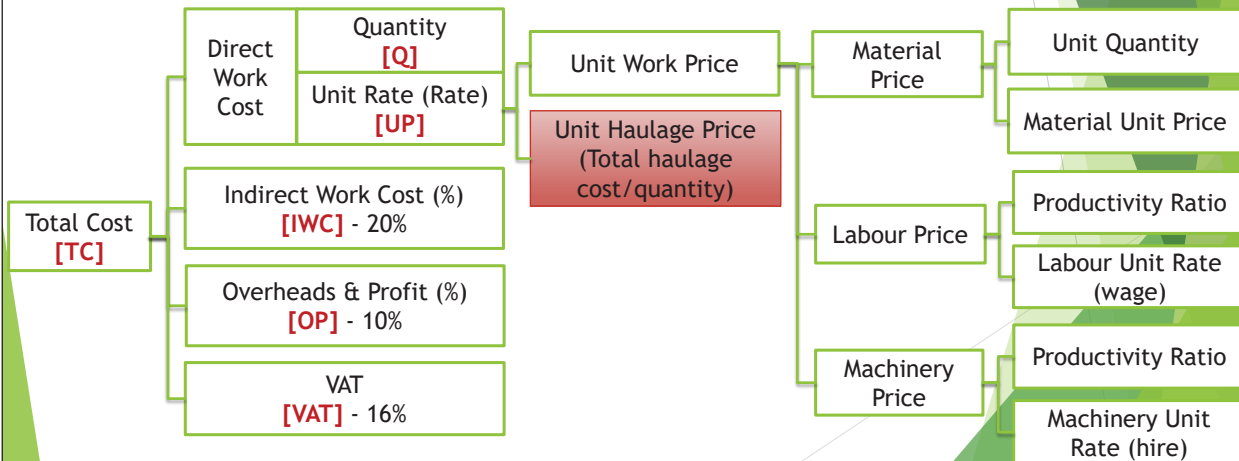 Direct
Work
Cost
Quantity
[Q]
Unit Rate (Rate)
[UP]
Unit Work Price
Unit Haulage Price
(Total haulage
cost/quantity)
Material
Price
Unit Quantity
Material Unit Price
Total Cost
[TC]
Indirect Work Cost (%)
[IWC] - 20%
Labour Price
Productivity Ratio
Labour Unit Rate
(wage)
Overheads & Profit (%)
[OP] - 10%
VAT
[VAT] - 16%
Machinery
Price
Productivity Ratio
Machinery Unit
Rate (hire)